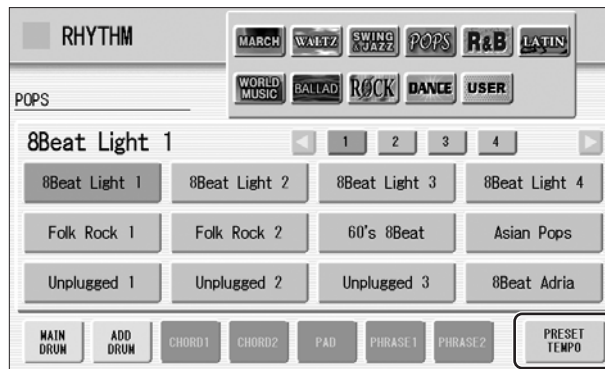 RHYTHM
MARCH WALTZ SWING &JAZZ POPS R&B LATIN
WORLD MUSIC BALLAD ROCK DANCE USER
POPS
8Beat Light 1
1 2 3 4
8Beat Light 1 8Beat Light 2 8Beat Light 3 8Beat Light 4
Folk Rock 1 Folk Rock 2 60's 8Beat Asian Pops
Unplugged 1 Unplugged 2 Unplugged 3 8Beat Adria
MAIN DRUM ADD DRUM CHORD1 CHORD2 PAD PHRASE1 PHRASE2 PRESET TEMPO